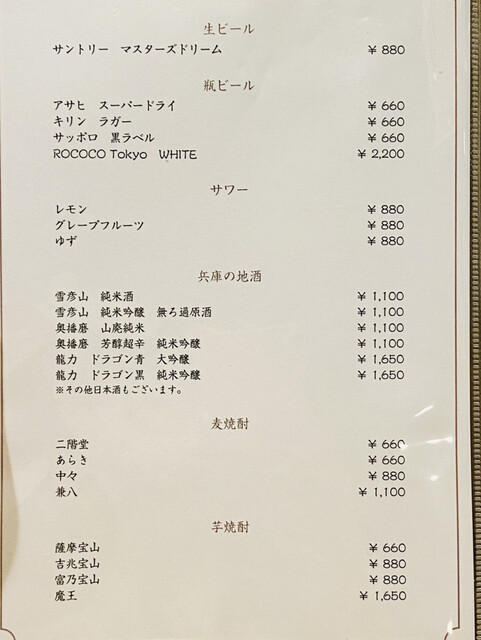 生ビール
サントリー　マスターズドリーム　￥880
瓶ビール
アサヒ　スーパードライ　￥660
キリン　ラガー　￥660
サッポロ　黒ラベル　￥660
ROCOCO Tokyo　WHITE　￥2,200
サワー
レモン　￥880
グレープフルーツ　￥880
ゆず　￥880
兵庫の地酒
雪彦山　純米酒　￥1,100
雪彦山　純米吟醸　無ろ過原酒　￥1,100
奥播磨　山廃純米　￥1,100
奥播磨　芳醇超辛　純米吟醸　￥1,100
龍力　ドラゴン青　大吟醸　￥1,650
龍力　ドラゴン黒　純米吟醸　￥1,650
※その他日本酒もございます。
麦焼酎
二階堂　￥660
あらき　￥660
中々　￥880
兼八　￥1,100
芋焼酎
薩摩宝山　￥660
吉兆宝山　￥880
富乃宝山　￥880
魔王　￥1,650